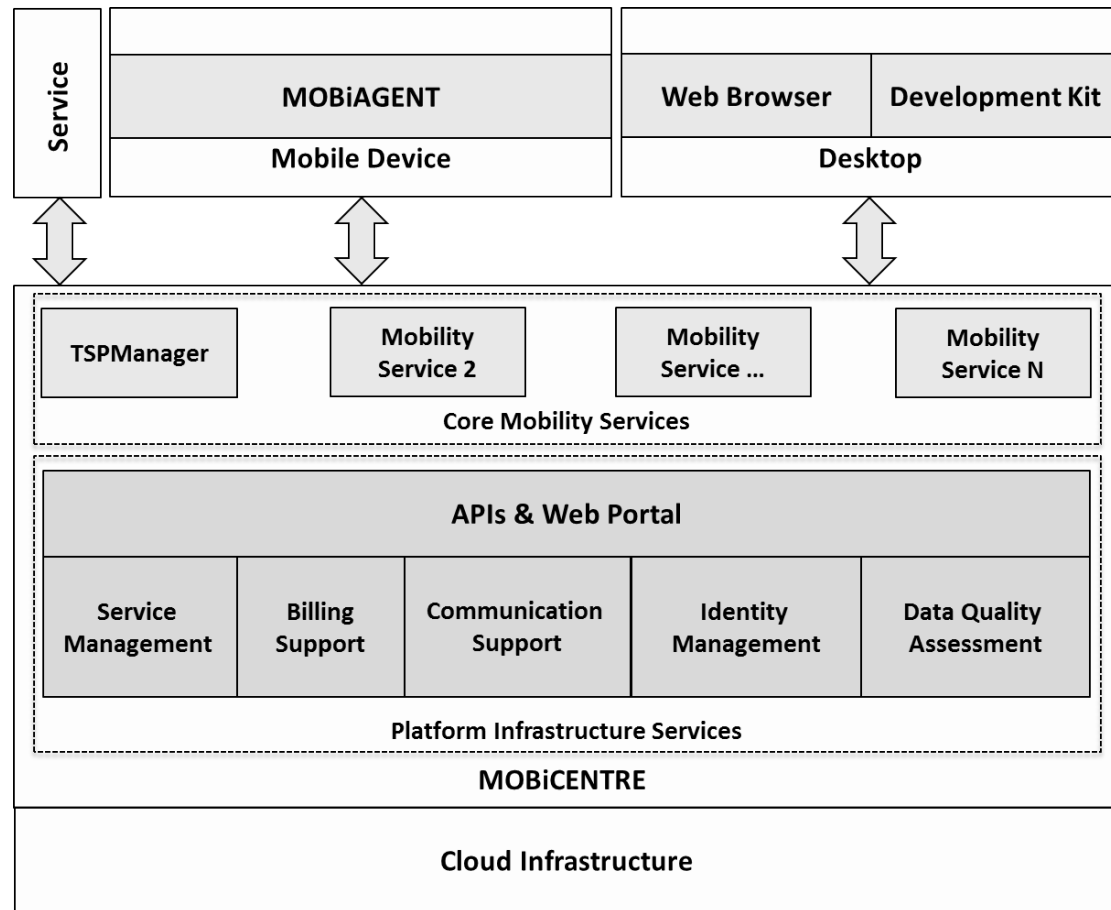 Service
MOBiAGENT
Mobile Device
Web Browser
Development Kit
Desktop
TSPManager
Mobility
Service 2
Mobility
Service ...
Mobility
Service N
Core Mobility Services
APIs & Web Portal
Service
Management
Billing
Support
Communication
Support
Identity
Management
Data Quality
Assessment
Platform Infrastructure Services
MOBiCENTRE
Cloud Infrastructure